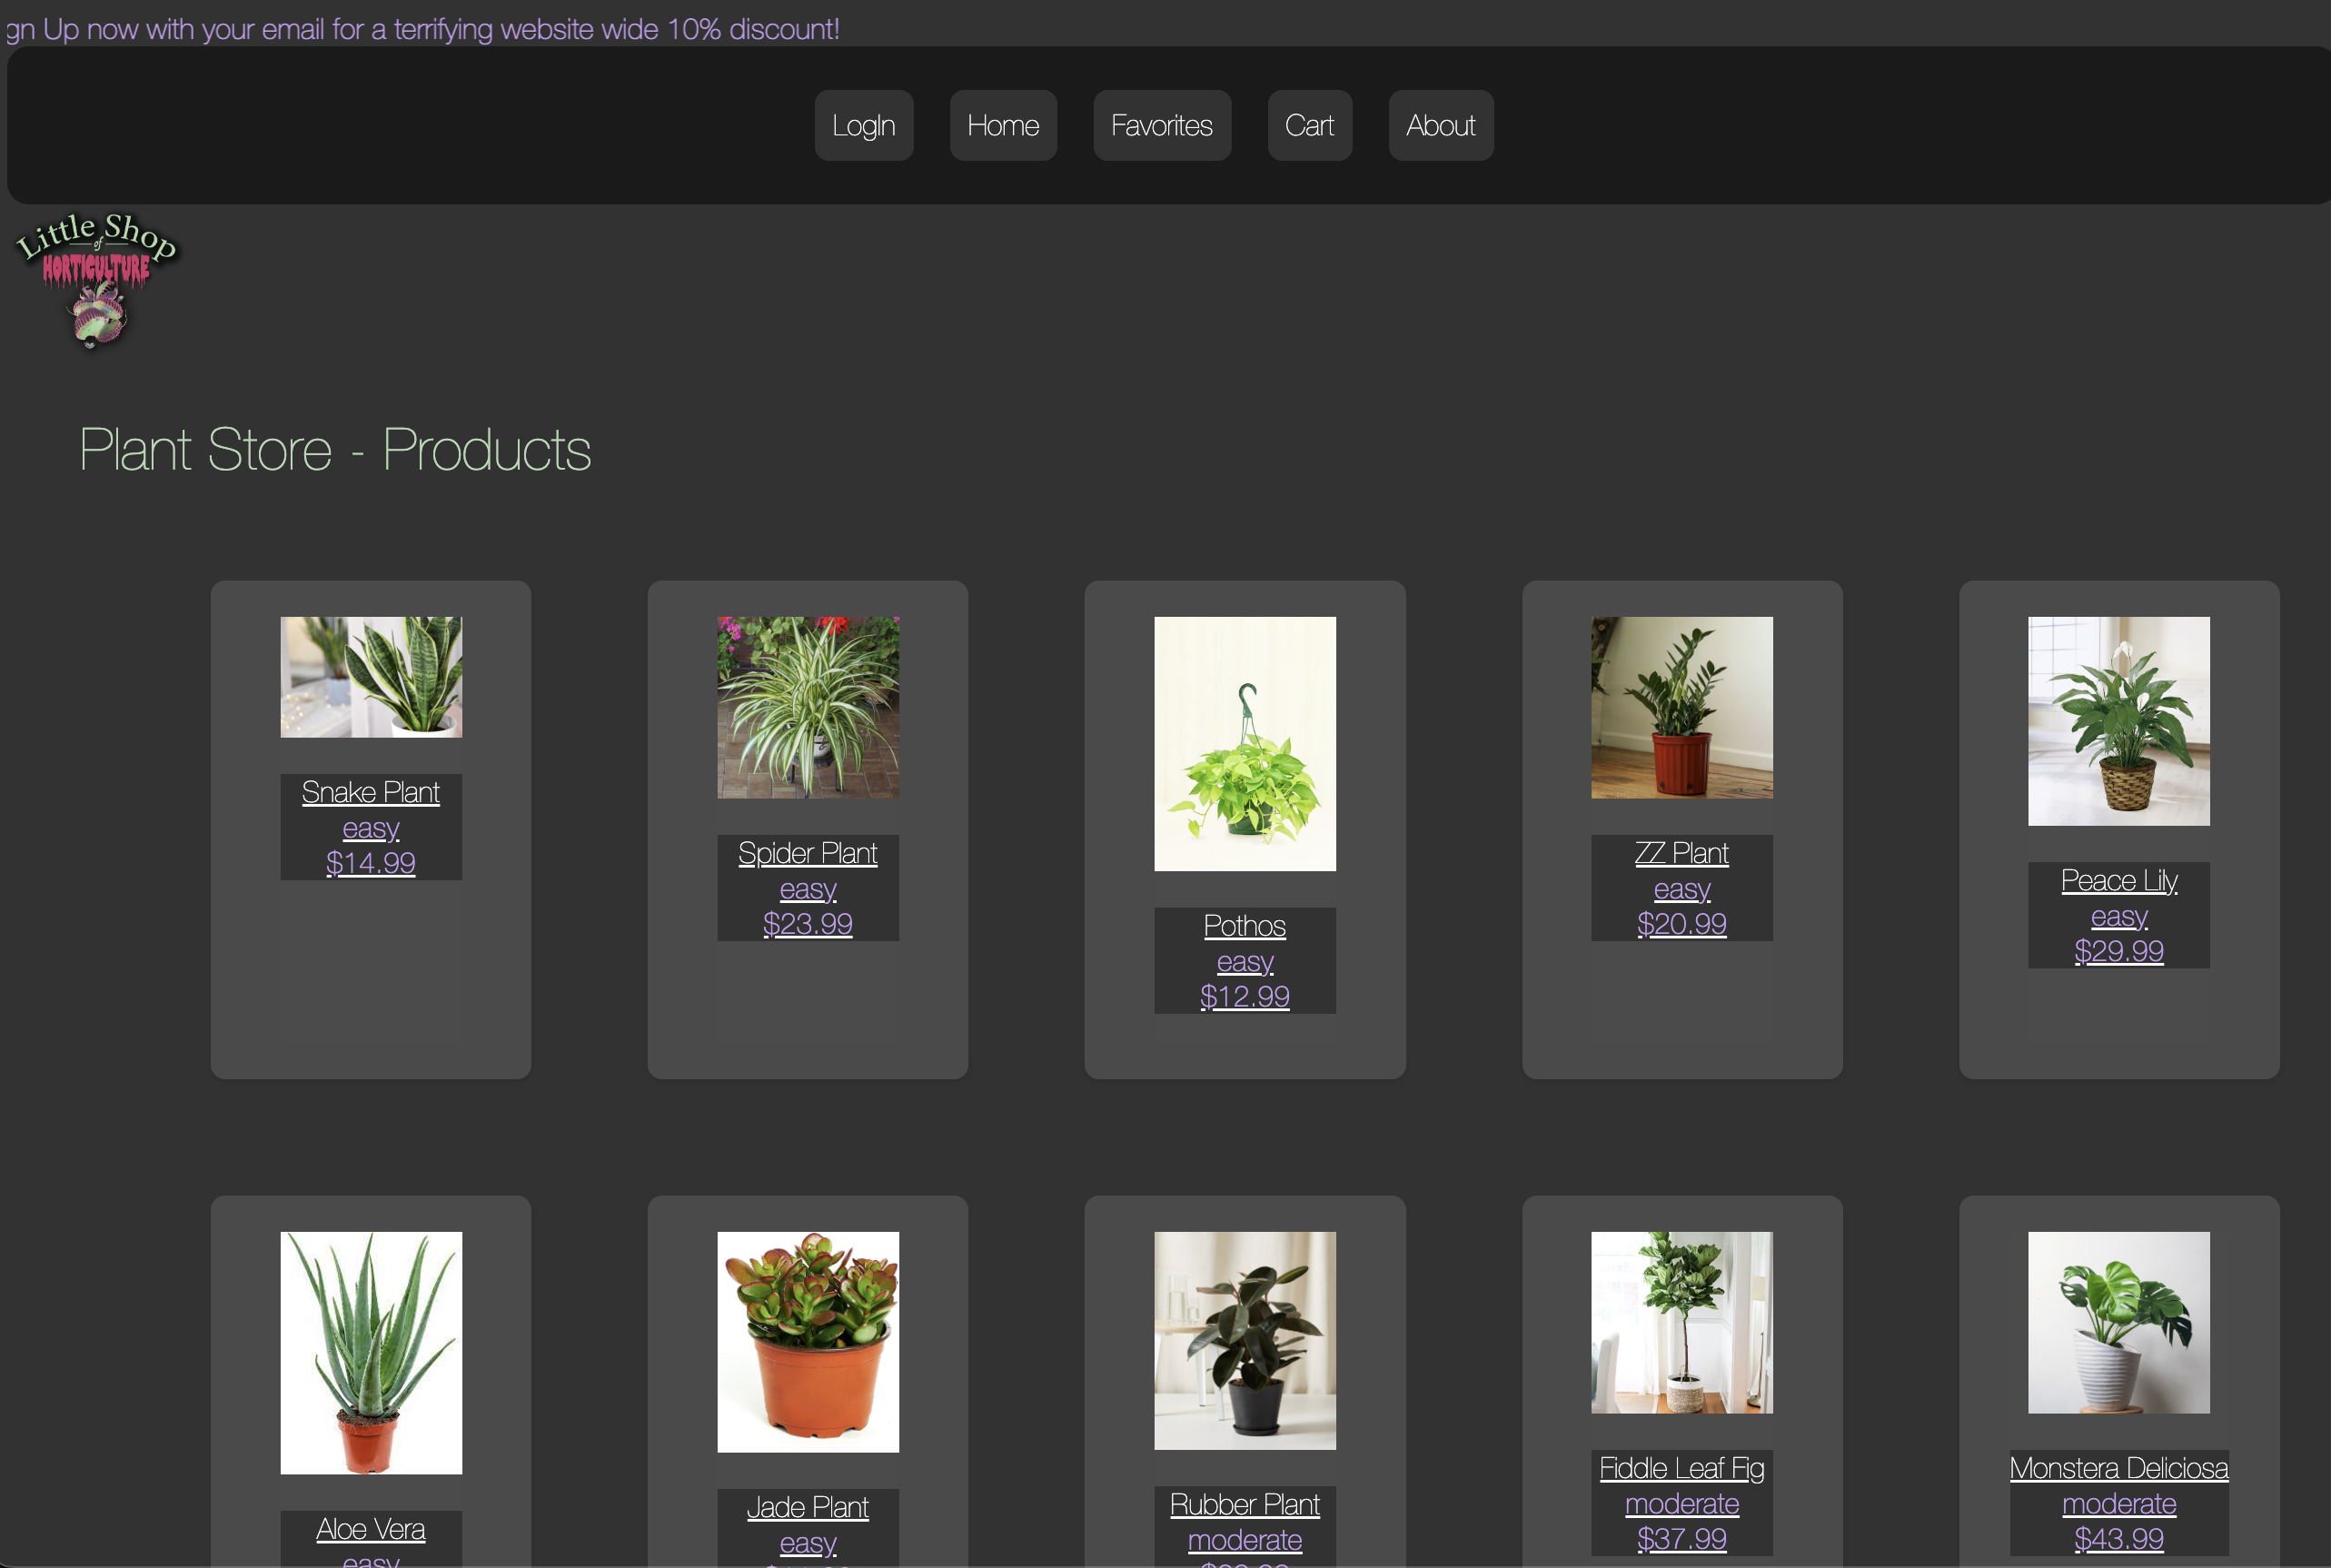 gn Up now with your email for a terrifying website wide 10% discount!
LogIn Home Favorites Cart About
Little Shop
of
HORTICULTURE
Plant Store - Products
Snake Plant
easy
$14.99
Spider Plant
easy
$23.99
Pothos
easy
$12.99
ZZ Plant
easy
$20.99
Peace Lily
easy
$29.99
Aloe Vera
easy
Jade Plant
easy
Rubber Plant
moderate
Fiddle Leaf Fig
moderate
$37.99
Monstera Deliciosa
moderate
$43.99